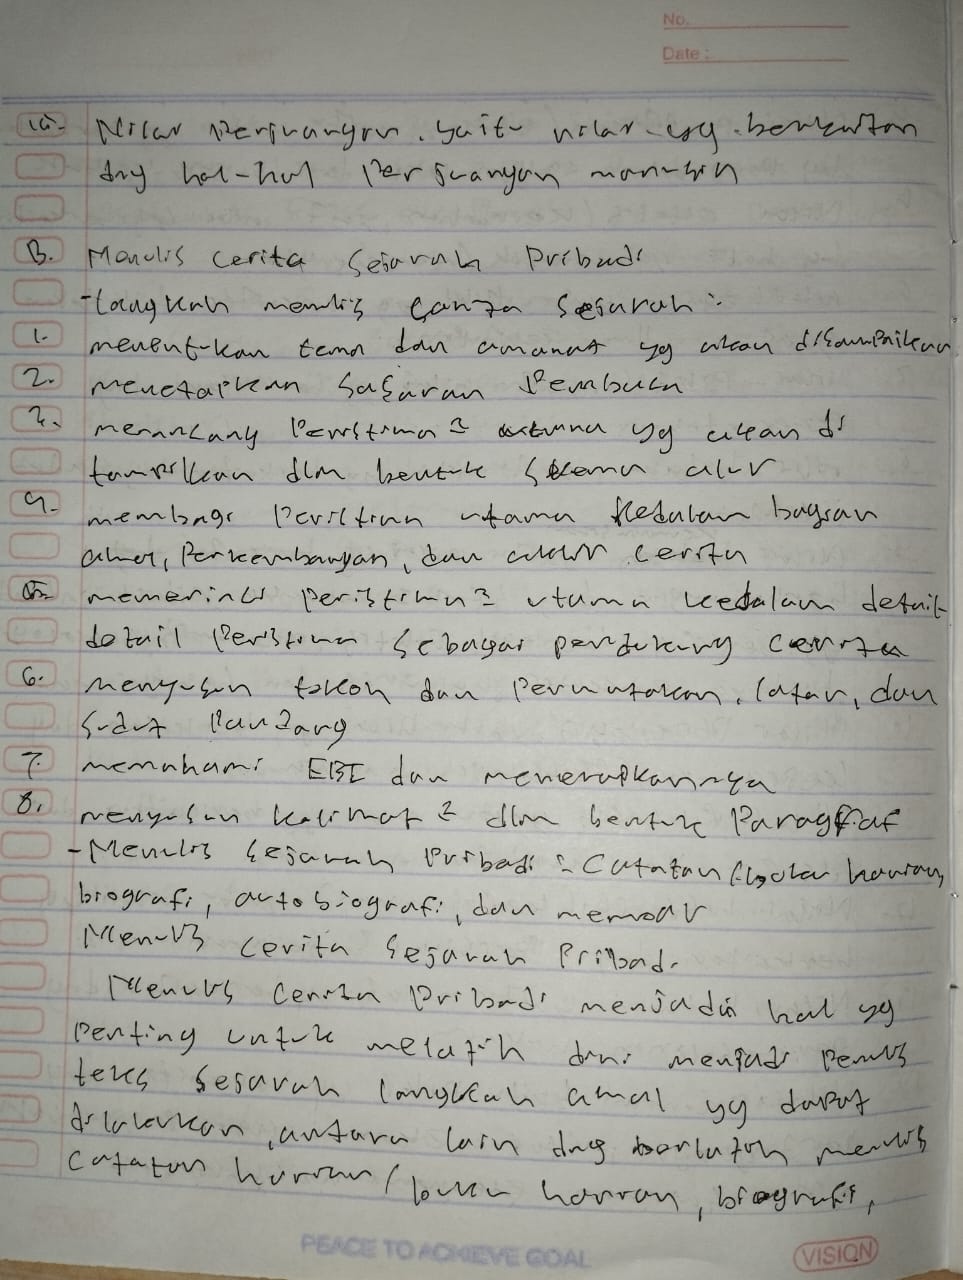 No.
Date:
10. Nilai Perjuangan, yaitu nilai yg berkaitan
dng hal-hal Perjuangan manusia
B. Menulis cerita Sejarah Pribadi
-langkah menulis cerita Sejarah:
1. menentukan tema dan amanat yg akan disampaikan
2. menetapkan Sasaran Pembaca
3. merancang Peristiwa2 utama yg akan di
tampilkan dlm bentuk skema alur
4. membagi Peristiwa utama kedalam bagian
awal, Perkembangan, dan akhir cerita
5. memerinci Peristiwa2 utama kedalam detail-
detail Peristiwa Sebagai pendukung cerita
6. menyusun tokoh dan Perwatakan, latar, dan
Sudut Pandang
7. memahami EBI dan menerapkannya
8. menyusun kalimat2 dlm bentuk Paragraf
-Menulis Sejarah Pribadi: Catatan harian,
biografi, autobiografi, dan memoar
Menulis cerita Sejarah Pribadi
Menulis Cerita Pribadi menjadi hal yg
Penting untuk melatih diri menjadi Penulis
teks Sejarah langkah awal yg dapat
dilakukan, antara lain dng berlatih menulis
Catatan harian/buku harian, biografi,
PEACE TO ACHIEVE GOAL
VISION